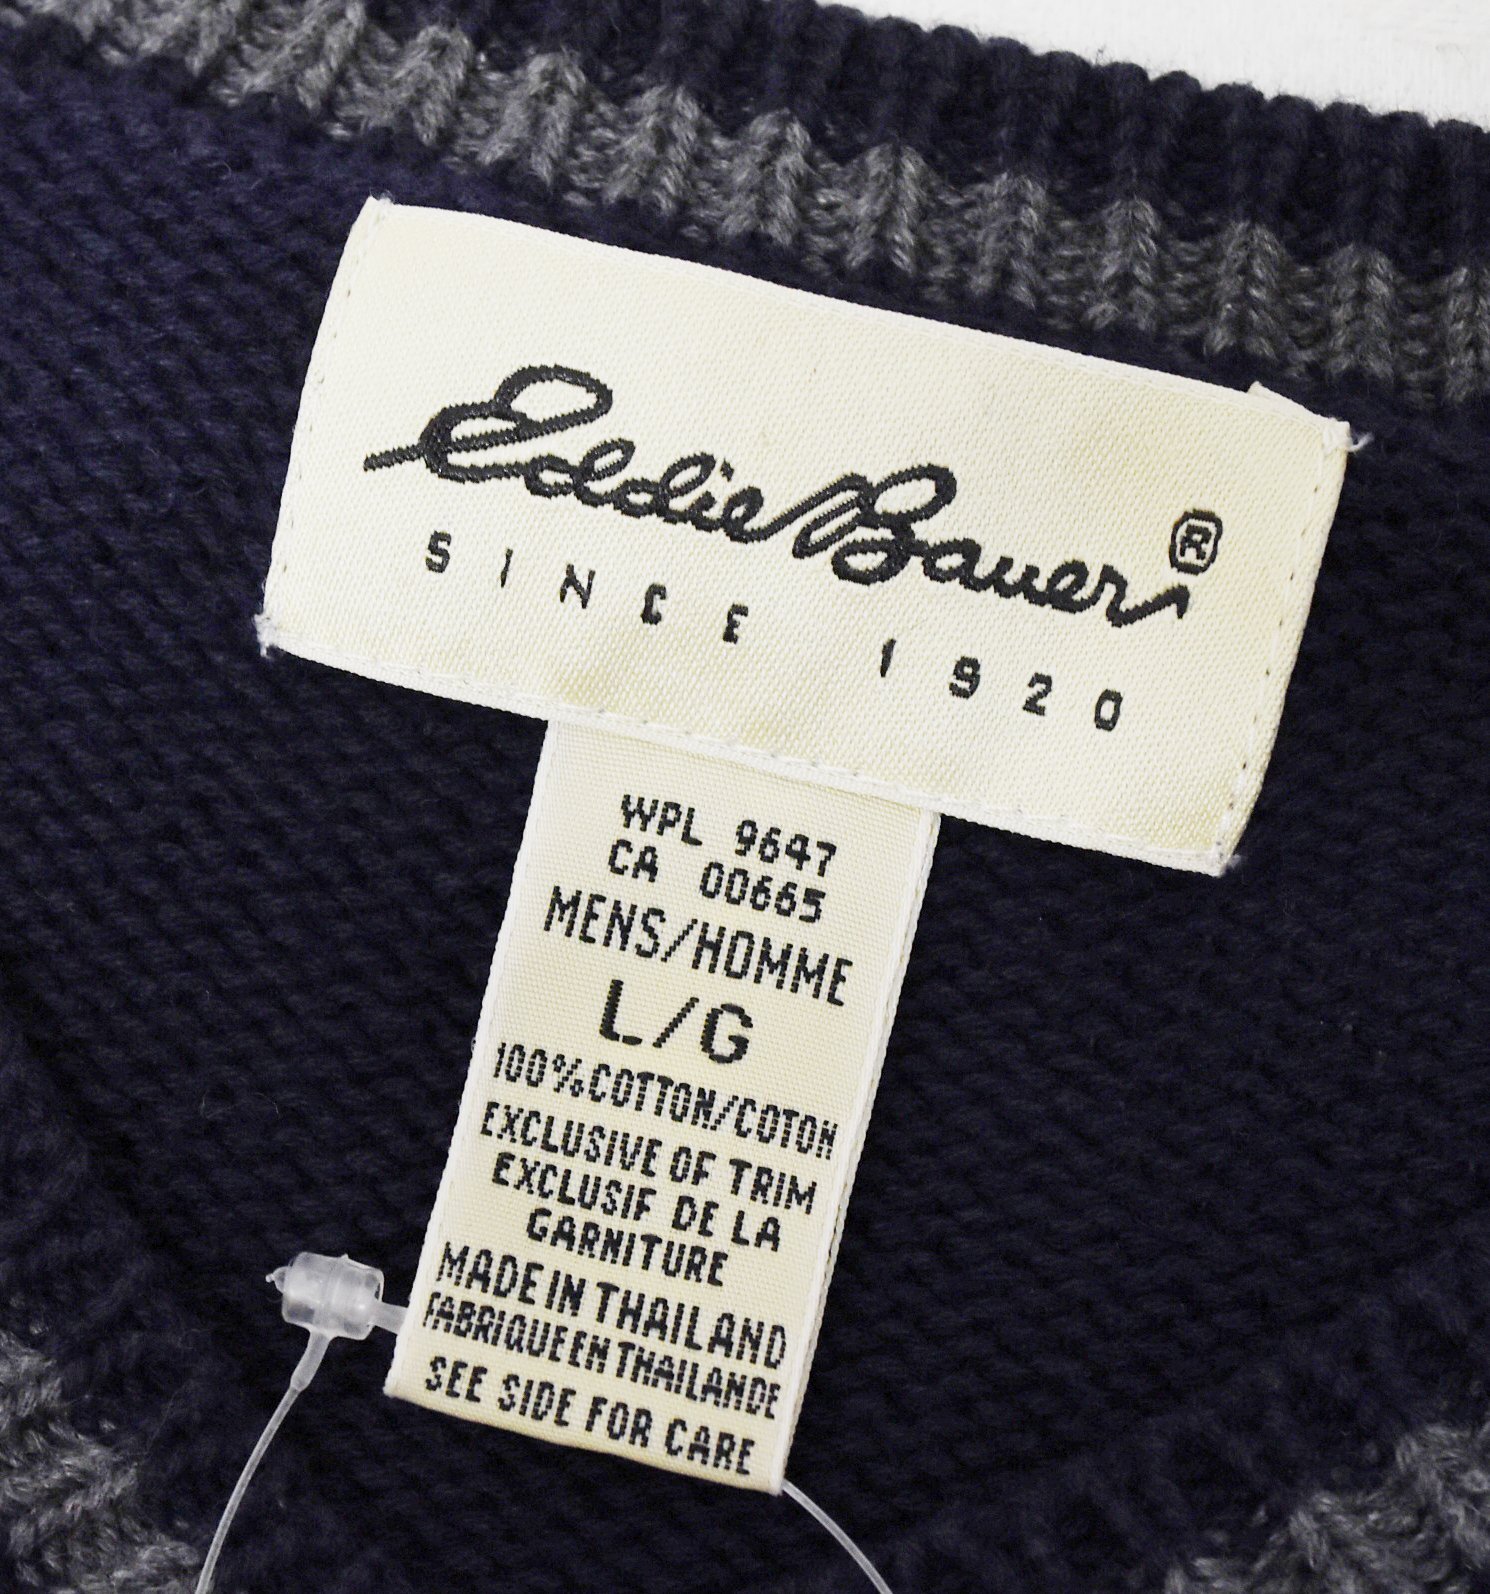 Eddie Bauer®
SINCE 1920
WPL 9647
CA 00665
MENS/HOMME
L/G
100%COTTON/COTON
EXCLUSIVE OF TRIM
EXCLUSIF DE LA
GARNITURE
MADE IN THAILAND
FABRIQUE EN THAILANDE
SEE SIDE FOR CARE